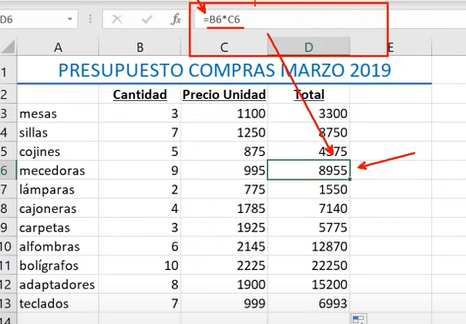 D6 fx =B6*C6
A B C D E
1 PRESUPUESTO COMPRAS MARZO 2019
2 Cantidad Precio Unidad Total
3 mesas 3 1100 3300
4 sillas 7 1250 8750
5 cojines 5 875 4375
6 mecedoras 9 995 8955
7 lámparas 2 775 1550
8 cajoneras 4 1785 7140
9 carpetas 3 1925 5775
10 alfombras 6 2145 12870
11 bolígrafos 10 2225 22250
12 adaptadores 8 1900 15200
13 teclados 7 999 6993
14